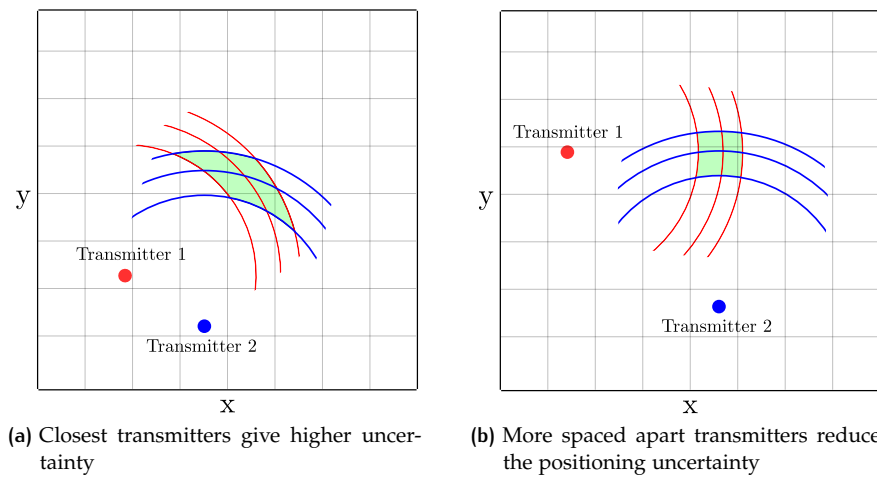 y
Transmitter 1
Transmitter 2
x
(a) Closest transmitters give higher uncer-
tainty
y
Transmitter 1
Transmitter 2
x
(b) More spaced apart transmitters reduce
the positioning uncertainty